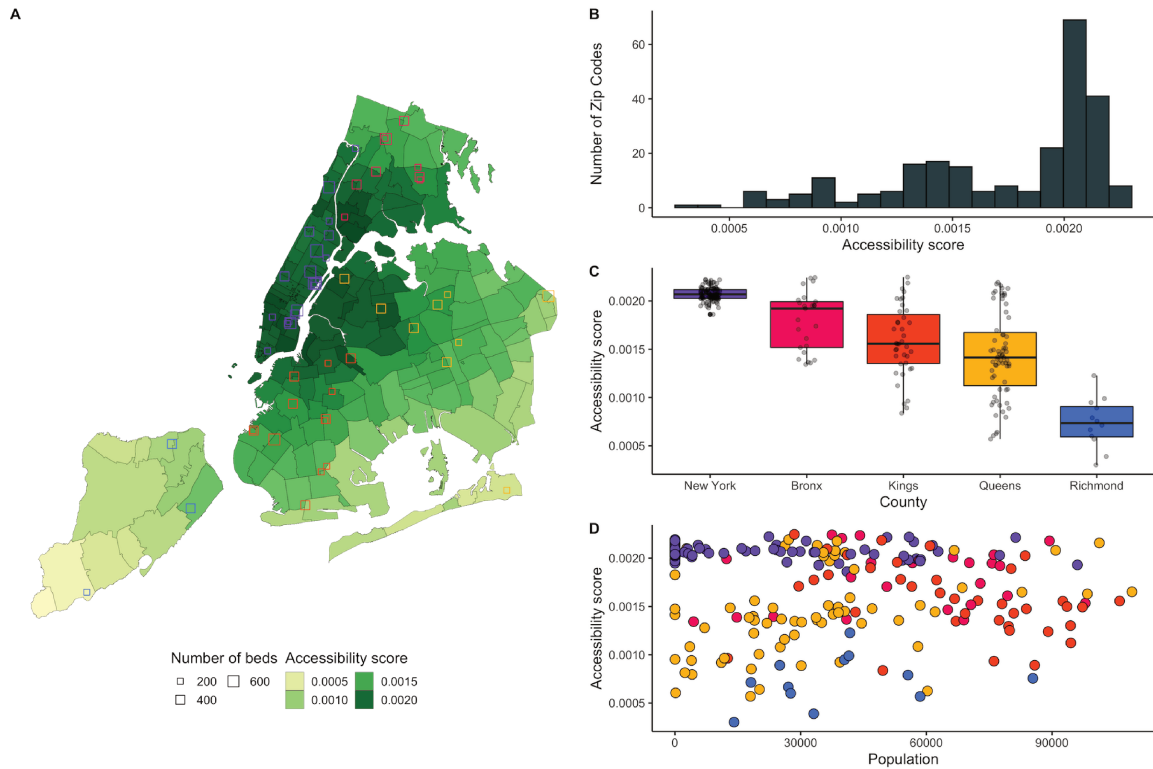 A
Number of beds
200
600
400
Accessibility score
0.0005
0.0015
0.0010
0.0020
B
Number of Zip Codes
60
40
20
0
0.0005
0.0010
0.0015
0.0020
Accessibility score
C
Accessibility score
0.0020
0.0015
0.0010
0.0005
New York
Bronx
Kings
Queens
Richmond
County
D
Accessibility score
0.0020
0.0015
0.0010
0.0005
0
30000
60000
90000
Population